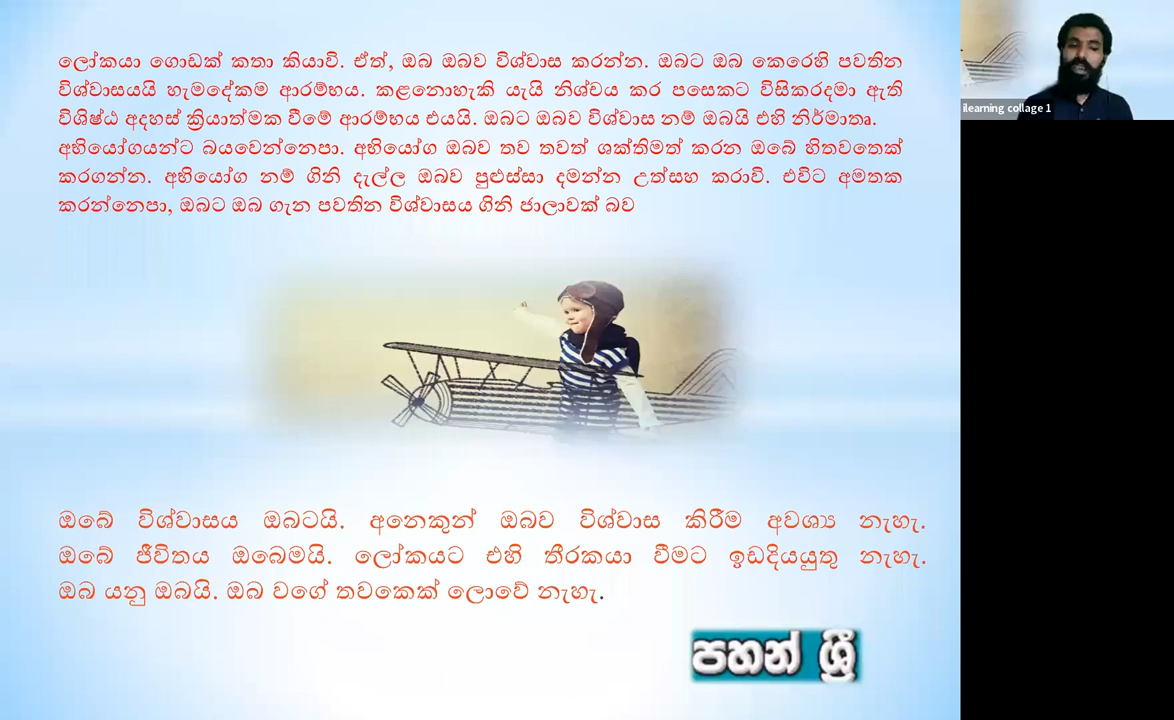 ලෝකයා ගොඩක් කතා කියාවි. ඒත්, ඔබ ඔබව විශ්වාස කරන්න. ඔබට ඔබ කෙරෙහි පවතින
විශ්වාසයයි හැමදේකම ආරම්භය. කළනොහැකි යැයි නිශ්චය කර පසෙකට විසිකරදමා ඇති
විශිෂ්ඨ අදහස් ක්‍රියාත්මක වීමේ ආරම්භය එයයි. ඔබට ඔබව විශ්වාස නම් ඔබයි එහි නිර්මාතෘ.
අභියෝගයන්ට බයවෙන්නෙපා. අභියෝග ඔබව තව තවත් ශක්තිමත් කරන ඔබේ හිතවතෙක්
කරගන්න. අභියෝග නම් ගිනි දැල්ල ඔබව පුළුස්සා දමන්න උත්සහ කරාවි. එවිට අමතක
කරන්නෙපා, ඔබට ඔබ ගැන පවතින විශ්වාසය ගිනි ජාලාවක් බව
ඔබේ විශ්වාසය ඔබටයි. අනෙකුන් ඔබව විශ්වාස කිරීම අවශ්‍ය නැහැ.
ඔබේ ජීවිතය ඔබෙමයි. ලෝකයට එහි තීරකයා වීමට ඉඩදියයුතු නැහැ.
ඔබ යනු ඔබයි. ඔබ වගේ තවකෙක් ලොවේ නැහැ.
පහන් ශ්‍රී
ilearning collage 1